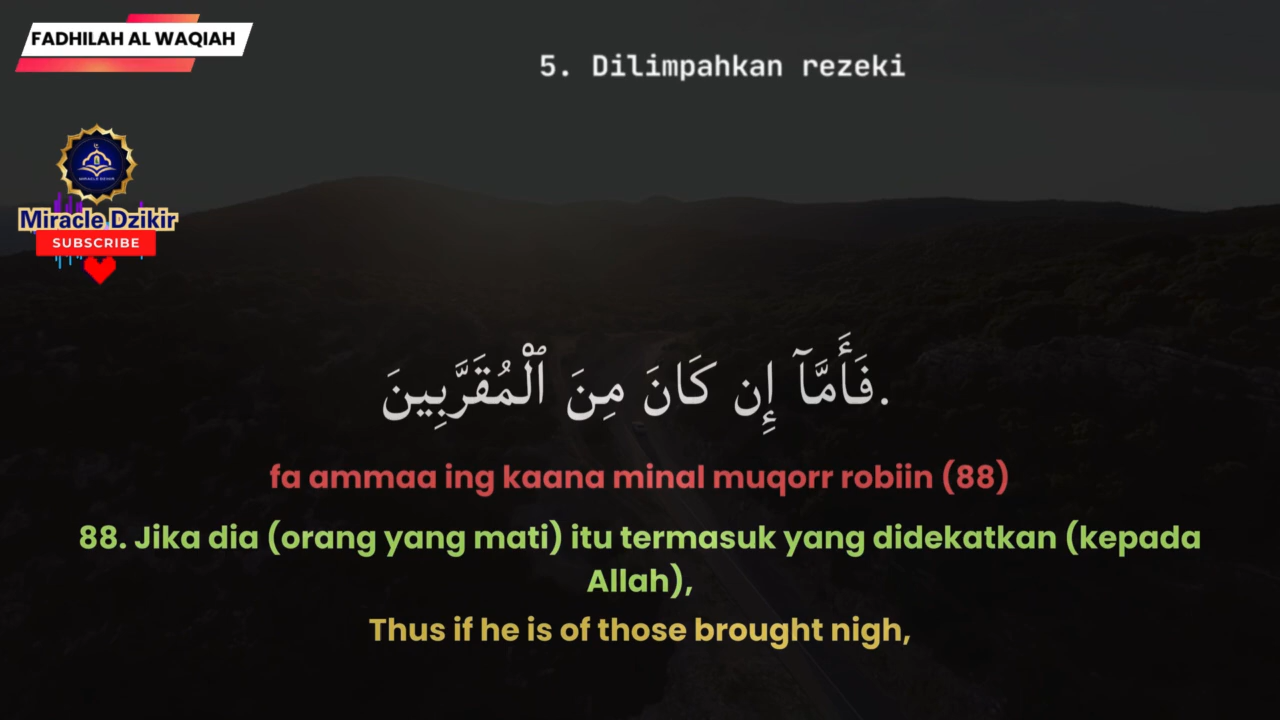 FADHILAH AL WAQIAH
5. Dilimpahkan rezeki
MIRACLE DZIKIR
Miracle Dzikir
SUBSCRIBE
فَأَمَّآ إِن كَانَ مِنَ ٱلْمُقَرَّبِينَ.
fa ammaa ing kaana minal muqorr robiin (88)
88. Jika dia (orang yang mati) itu termasuk yang didekatkan (kepada
Allah),
Thus if he is of those brought nigh,